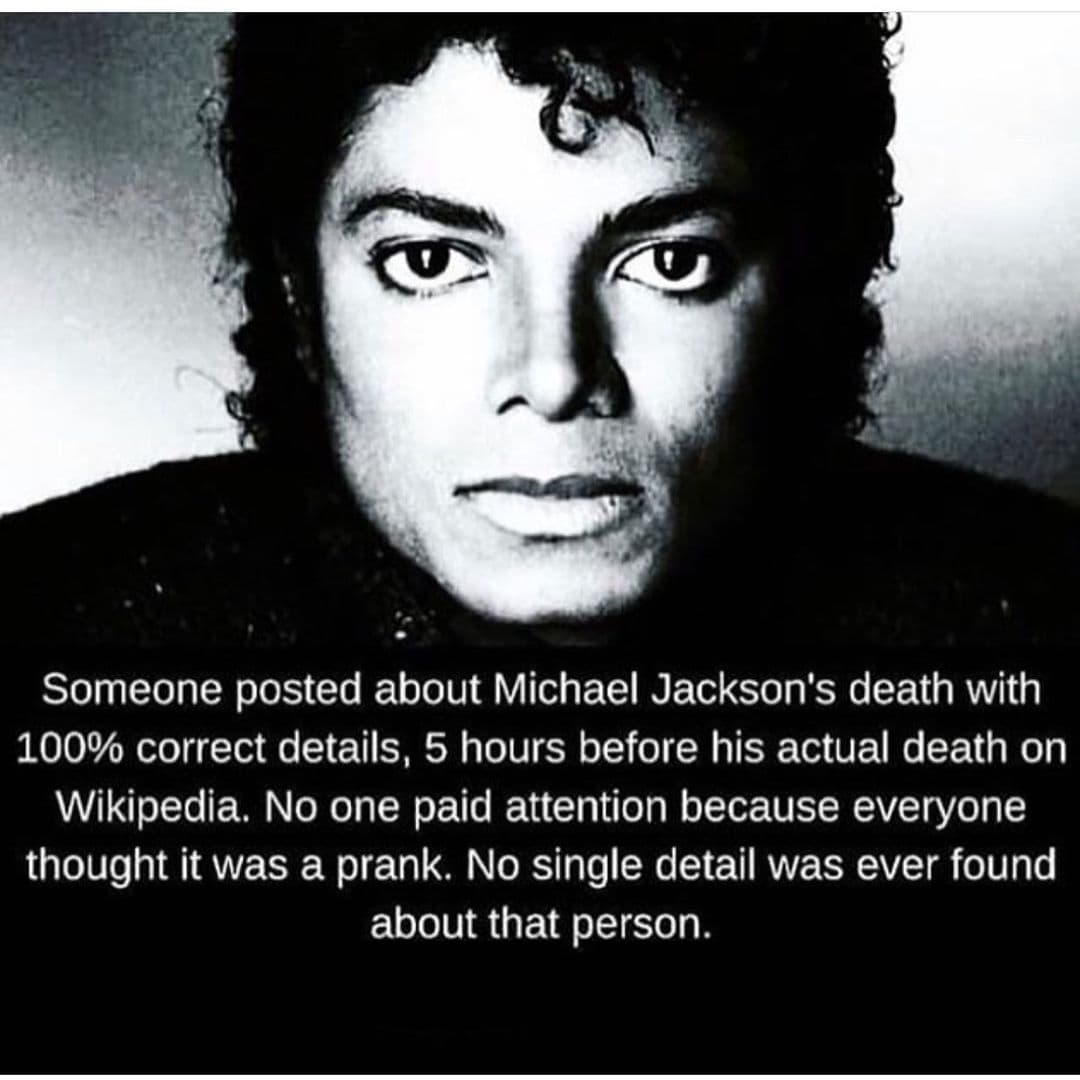 Someone posted about Michael Jackson's death with
100% correct details, 5 hours before his actual death on
Wikipedia. No one paid attention because everyone
thought it was a prank. No single detail was ever found
about that person.